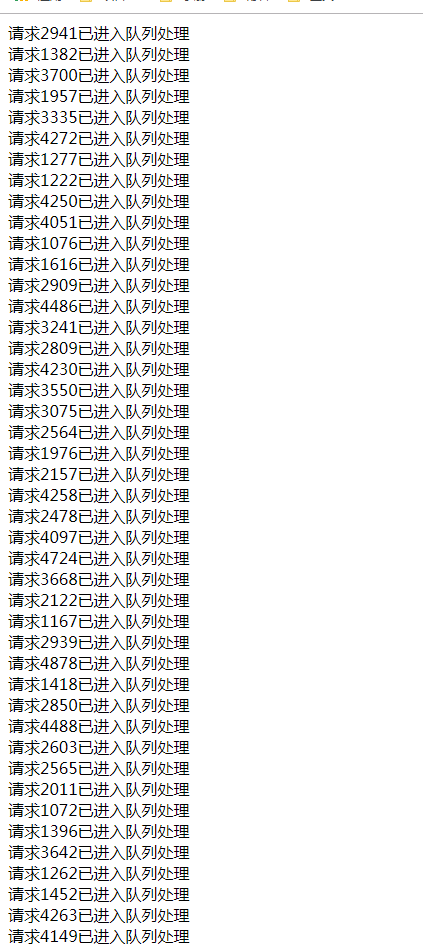 请求2941已进入队列处理
请求1382已进入队列处理
请求3700已进入队列处理
请求1957已进入队列处理
请求3335已进入队列处理
请求4272已进入队列处理
请求1277已进入队列处理
请求1222已进入队列处理
请求4250已进入队列处理
请求4051已进入队列处理
请求1076已进入队列处理
请求1616已进入队列处理
请求2909已进入队列处理
请求4486已进入队列处理
请求3241已进入队列处理
请求2809已进入队列处理
请求4230已进入队列处理
请求3550已进入队列处理
请求3075已进入队列处理
请求2564已进入队列处理
请求1976已进入队列处理
请求2157已进入队列处理
请求4258已进入队列处理
请求2478已进入队列处理
请求4097已进入队列处理
请求4724已进入队列处理
请求3668已进入队列处理
请求2122已进入队列处理
请求1167已进入队列处理
请求2939已进入队列处理
请求4878已进入队列处理
请求1418已进入队列处理
请求2850已进入队列处理
请求4488已进入队列处理
请求2603已进入队列处理
请求2565已进入队列处理
请求2011已进入队列处理
请求1072已进入队列处理
请求1396已进入队列处理
请求3642已进入队列处理
请求1262已进入队列处理
请求1452已进入队列处理
请求4263已进入队列处理
请求4149已进入队列处理